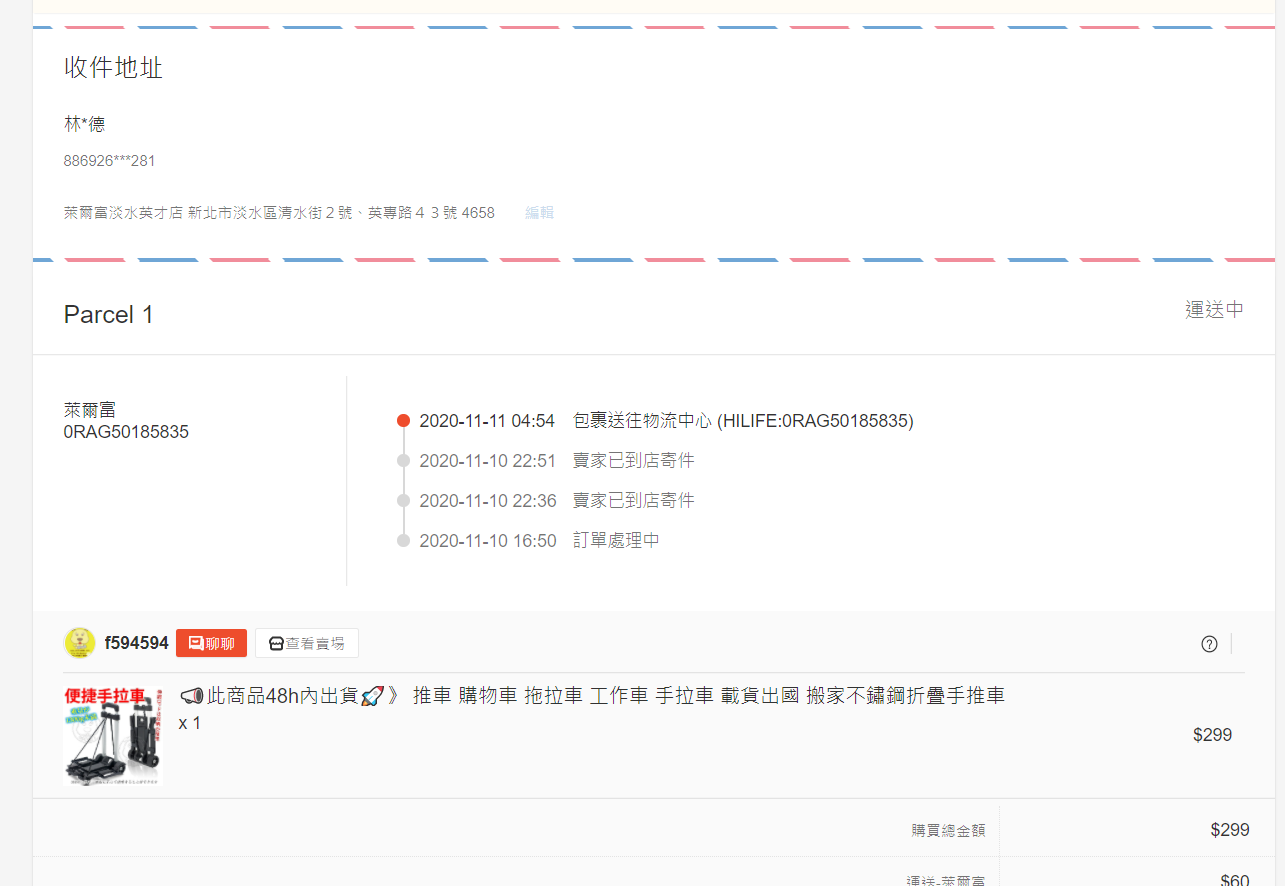 收件地址
林*德
886926***281
萊爾富淡水英才店 新北市淡水區清水街２號、英專路４３號 4658 編輯
Parcel 1
運送中
萊爾富
0RAG50185835
2020-11-11 04:54 包裹送往物流中心 (HILIFE:0RAG50185835)
2020-11-10 22:51 賣家已到店寄件
2020-11-10 22:36 賣家已到店寄件
2020-11-10 16:50 訂單處理中
f594594 聊聊 查看賣場
便捷手拉車
此商品48h內出貨🚀》 推車 購物車 拖拉車 工作車 手拉車 載貨出國 搬家不鏽鋼折疊手推車
x 1
$299
購買總金額 $299
運送-萊爾富 $60